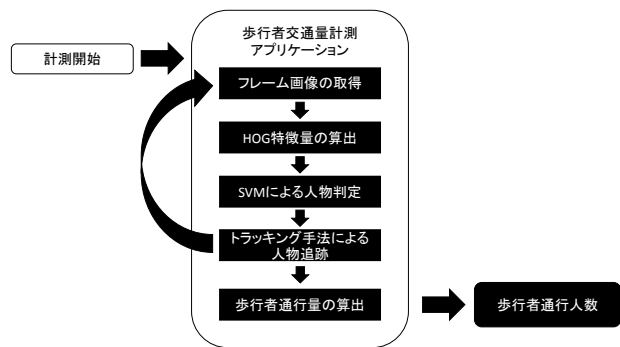 歩行者交通量計測
アプリケーション
計測開始
フレーム画像の取得
HOG特徴量の算出
SVMによる人物判定
トラッキング手法による
人物追跡
歩行者通行量の算出
歩行者通行人数